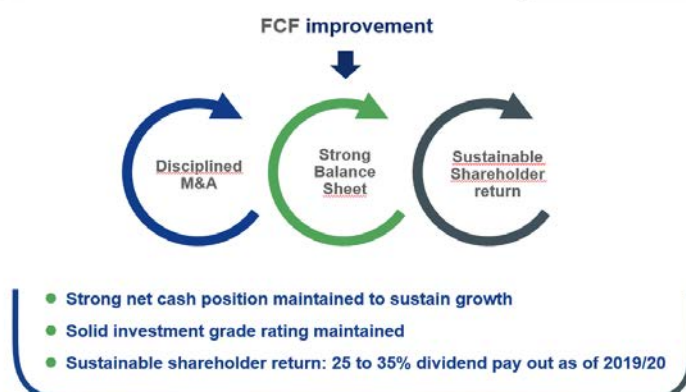 FCF improvement
Disciplined
M&A
Strong
Balance
Sheet
Sustainable
Shareholder
return
Strong net cash position maintained to sustain growth
Solid investment grade rating maintained
Sustainable shareholder return: 25 to 35% dividend pay out as of 2019/20